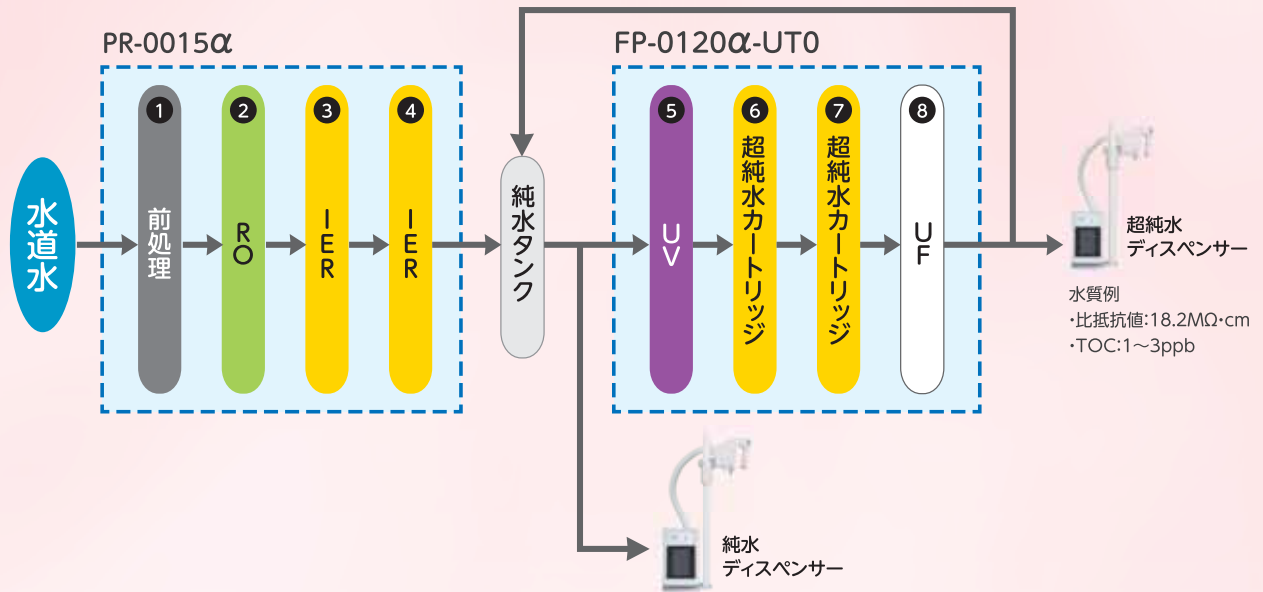 PR-0015α
FP-0120α-UT0
水道水
1
前処理
2
RO
3
IER
4
IER
純水タンク
5
UV
6
超純水カートリッジ
7
超純水カートリッジ
8
UF
超純水
ディスペンサー
水質例
・比抵抗値:18.2MΩ・cm
・TOC:1～3ppb
純水
ディスペンサー